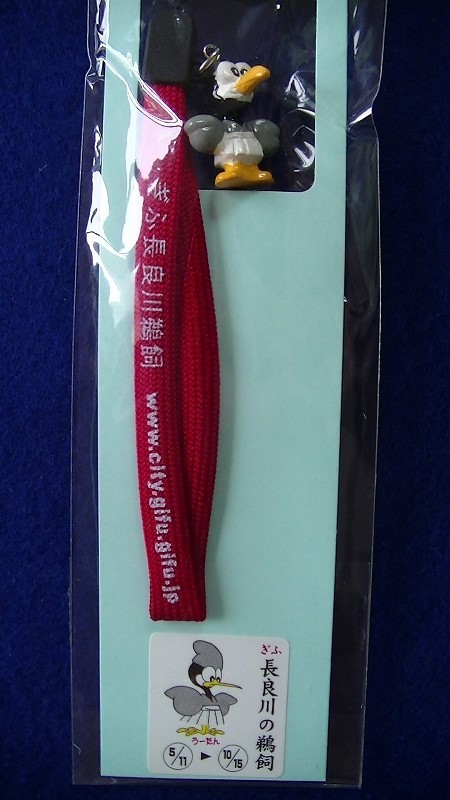 ぎふ長良川鵜飼 www.city.gifu.gifu.jp
ぎふ
長良川の鵜飼
うーたん
5/11 ▶ 10/15